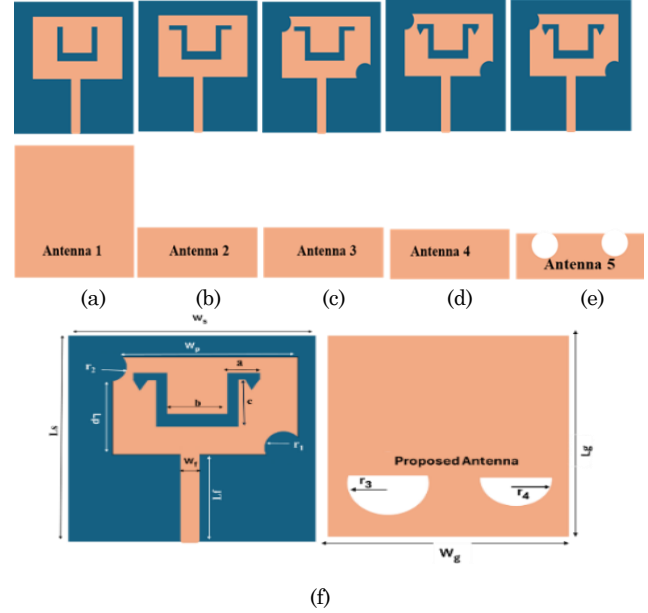 Antenna 1
Antenna 2
Antenna 3
Antenna 4
Antenna 5
(a)
(b)
(c)
(d)
(e)
Ws
Wp
a
r2
b
c
Lp
Ls
r1
Wf
Lf
Proposed Antenna
r3
r4
Lg
Wg
(f)